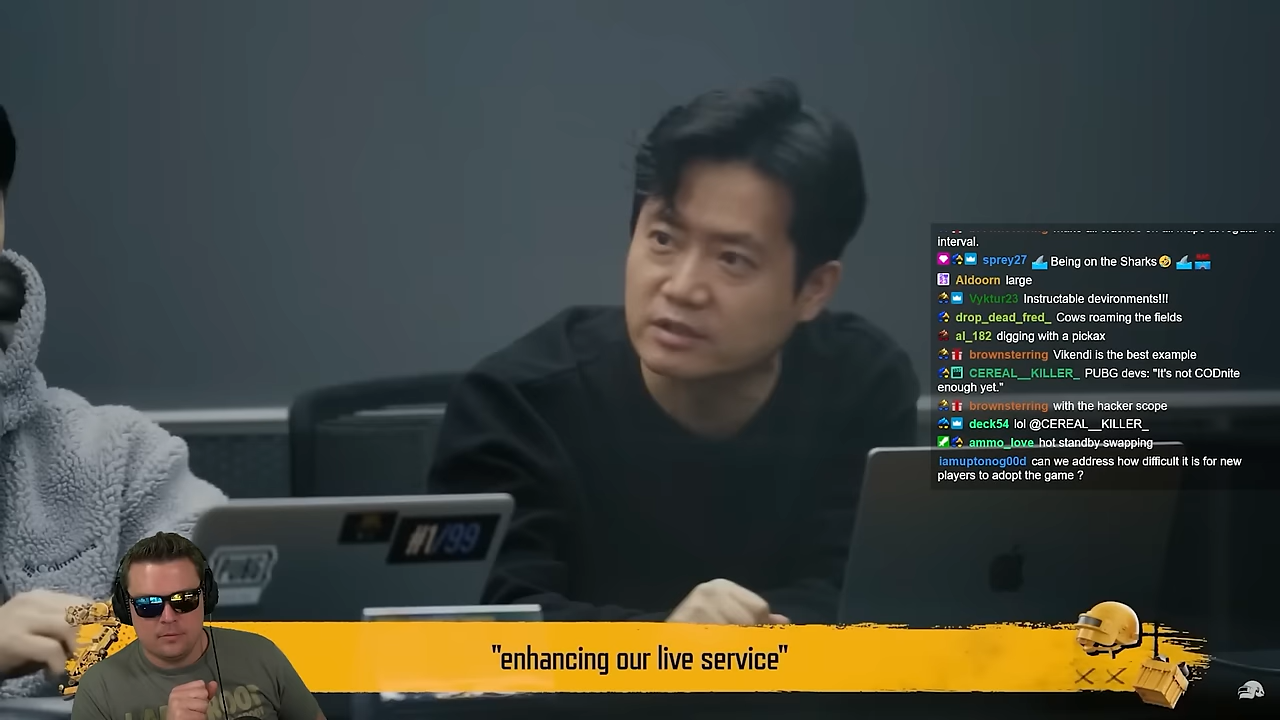 interval.
sprey27 Being on the Sharks
Aldoorn large
Vyktur23 Instructable devironments!!!
drop_dead_fred_ Cows roaming the fields
al_182 digging with a pickax
brownsterring Vikendi is the best example
CEREAL__KILLER_ PUBG devs: "It's not CODnite
enough yet."
brownsterring with the hacker scope
deck54 lol @CEREAL__KILLER_
ammo_love hot standby swapping
iamuptonog00d can we address how difficult it is for new
players to adopt the game ?
#1/99
PUBG
Columbia
"enhancing our live service"